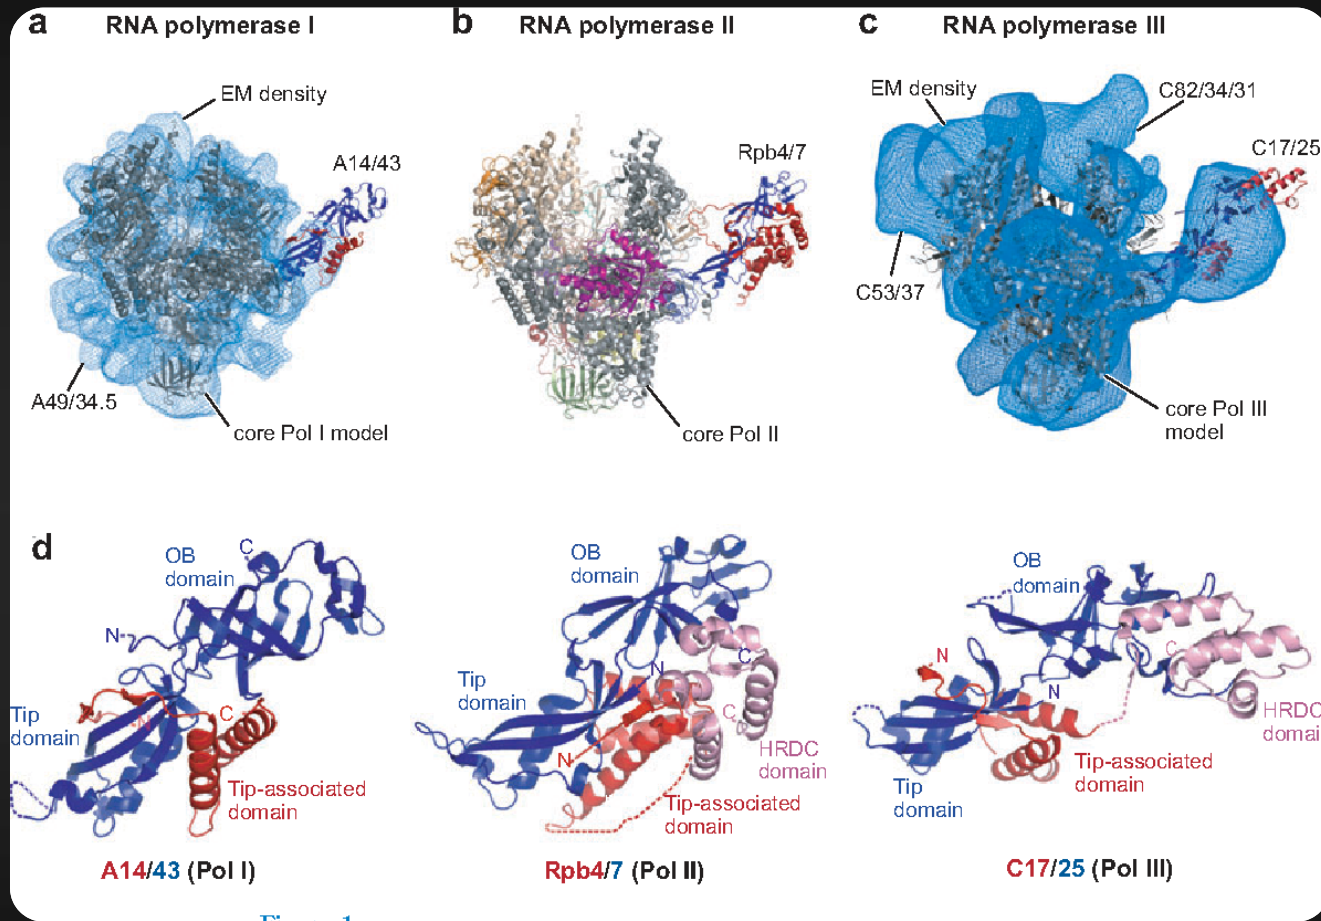 a RNA polymerase I
b RNA polymerase II
c RNA polymerase III
EM density
A14/43
A49/34.5
core Pol I model
Rpb4/7
core Pol II
EM density
C82/34/31
C17/25
C53/37
core Pol III
model
d
OB
domain
C
N
Tip
domain
N
C
Tip-associated
domain
A14/43 (Pol I)
OB
domain
Tip
domain
N
C
N
C
HRDC
domain
Tip-associated
domain
Rpb4/7 (Pol II)
OB
domain
N
N
C
HRDC
domain
Tip-associated
domain
Tip
domain
C17/25 (Pol III)
Figure 1